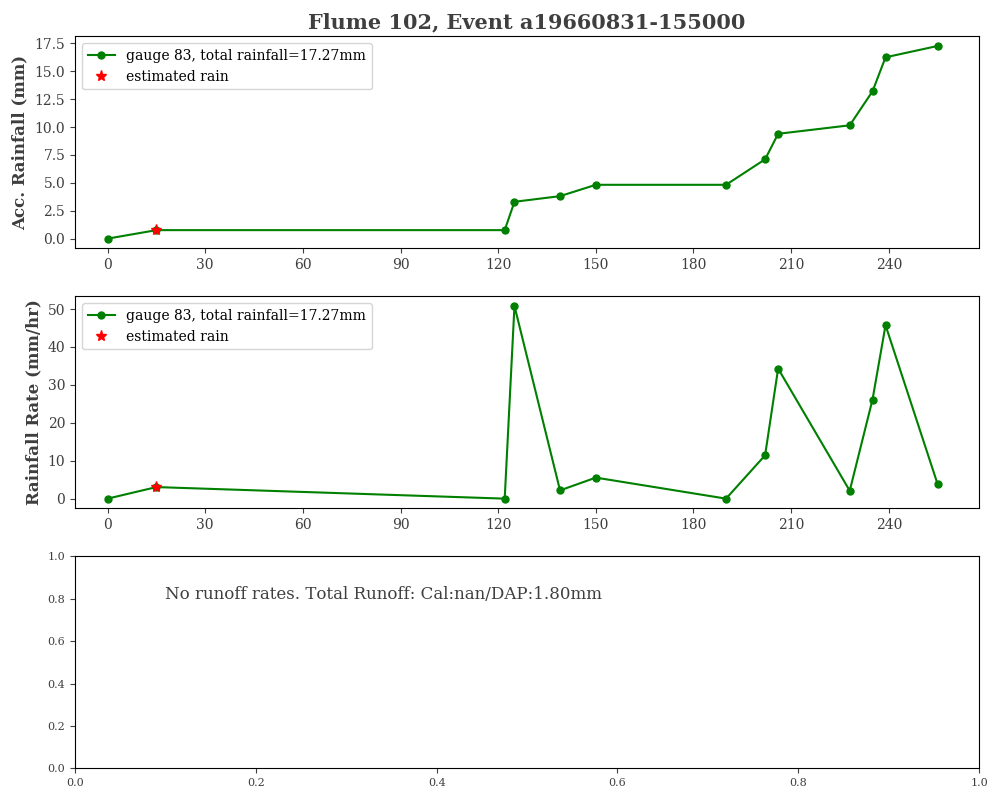 Flume 102, Event a19660831-155000
Acc. Rainfall (mm)
17.5
15.0
12.5
10.0
7.5
5.0
2.5
0.0
gauge 83, total rainfall=17.27mm
estimated rain
0 30 60 90 120 150 180 210 240
Rainfall Rate (mm/hr)
50
40
30
20
10
0
gauge 83, total rainfall=17.27mm
estimated rain
0 30 60 90 120 150 180 210 240
1.0
0.8
0.6
0.4
0.2
0.0
No runoff rates. Total Runoff: Cal:nan/DAP:1.80mm
0.0 0.2 0.4 0.6 0.8 1.0